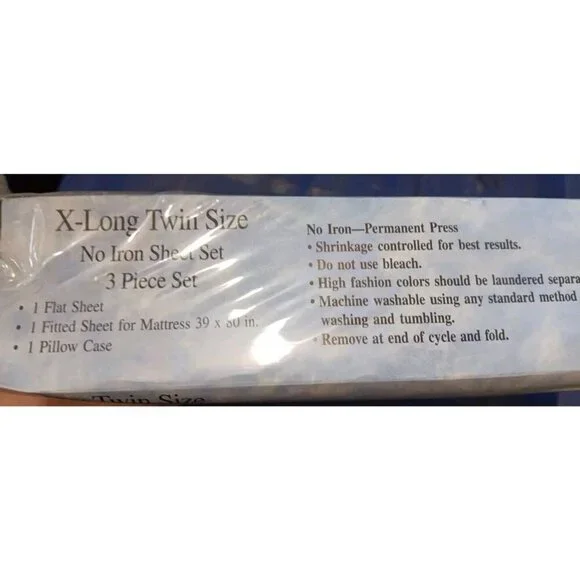 X-Long Twin Size
No Iron Sheet Set
3 Piece Set
• 1 Flat Sheet
• 1 Fitted Sheet for Mattress 39 x 80 in.
• 1 Pillow Case
No Iron—Permanent Press
• Shrinkage controlled for best results.
• Do not use bleach.
• High fashion colors should be laundered separa
• Machine washable using any standard method
washing and tumbling.
• Remove at end of cycle and fold.
Twin Size